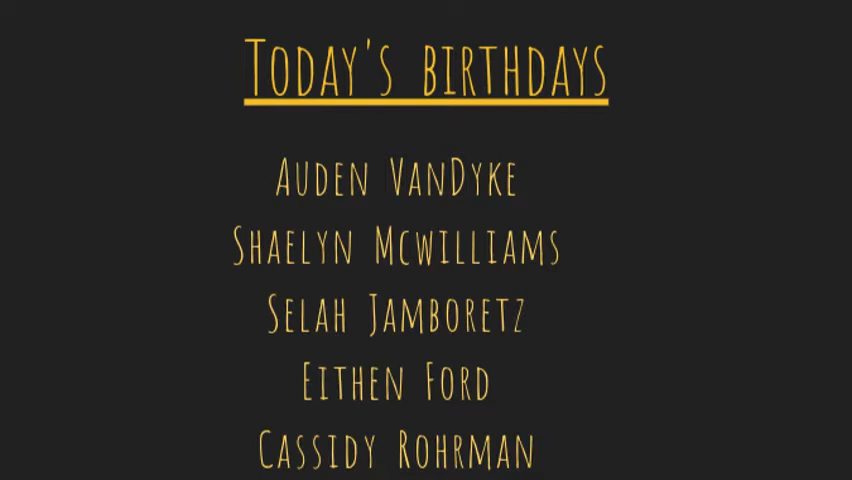 Today's birthdays
Auden VanDyke
Shaelyn Mcwilliams
Selah Jamboretz
Eithen Ford
Cassidy Rohrman